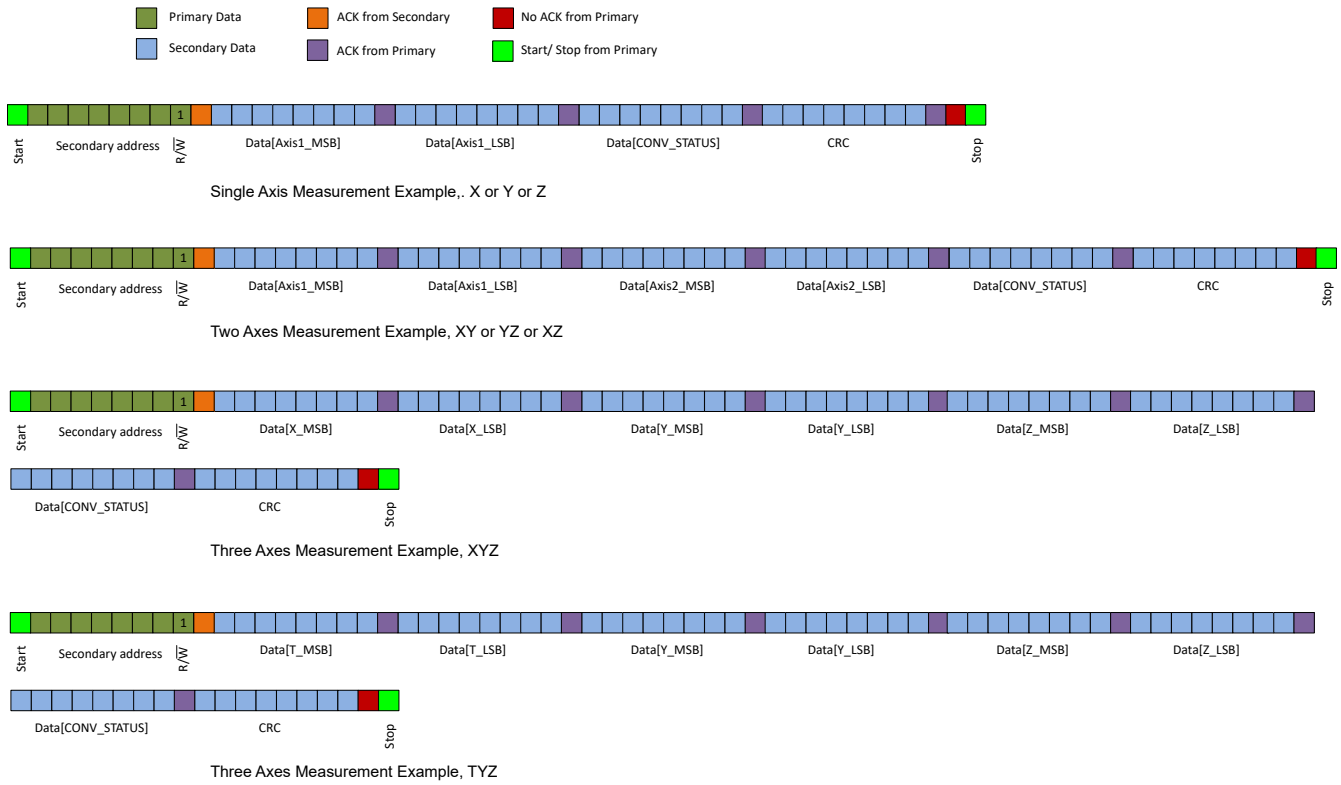 Primary Data
ACK from Secondary
No ACK from Primary
Secondary Data
ACK from Primary
Start/ Stop from Primary
1
Start
Secondary address
R/W
Data[Axis1_MSB]
Data[Axis1_LSB]
Data[CONV_STATUS]
CRC
Stop
Single Axis Measurement Example,. X or Y or Z
1
Start
Secondary address
R/W
Data[Axis1_MSB]
Data[Axis1_LSB]
Data[Axis2_MSB]
Data[Axis2_LSB]
Data[CONV_STATUS]
CRC
Stop
Two Axes Measurement Example, XY or YZ or XZ
1
Start
Secondary address
R/W
Data[X_MSB]
Data[X_LSB]
Data[Y_MSB]
Data[Y_LSB]
Data[Z_MSB]
Data[Z_LSB]
Data[CONV_STATUS]
CRC
Stop
Three Axes Measurement Example, XYZ
1
Start
Secondary address
R/W
Data[T_MSB]
Data[T_LSB]
Data[Y_MSB]
Data[Y_LSB]
Data[Z_MSB]
Data[Z_LSB]
Data[CONV_STATUS]
CRC
Stop
Three Axes Measurement Example, TYZ